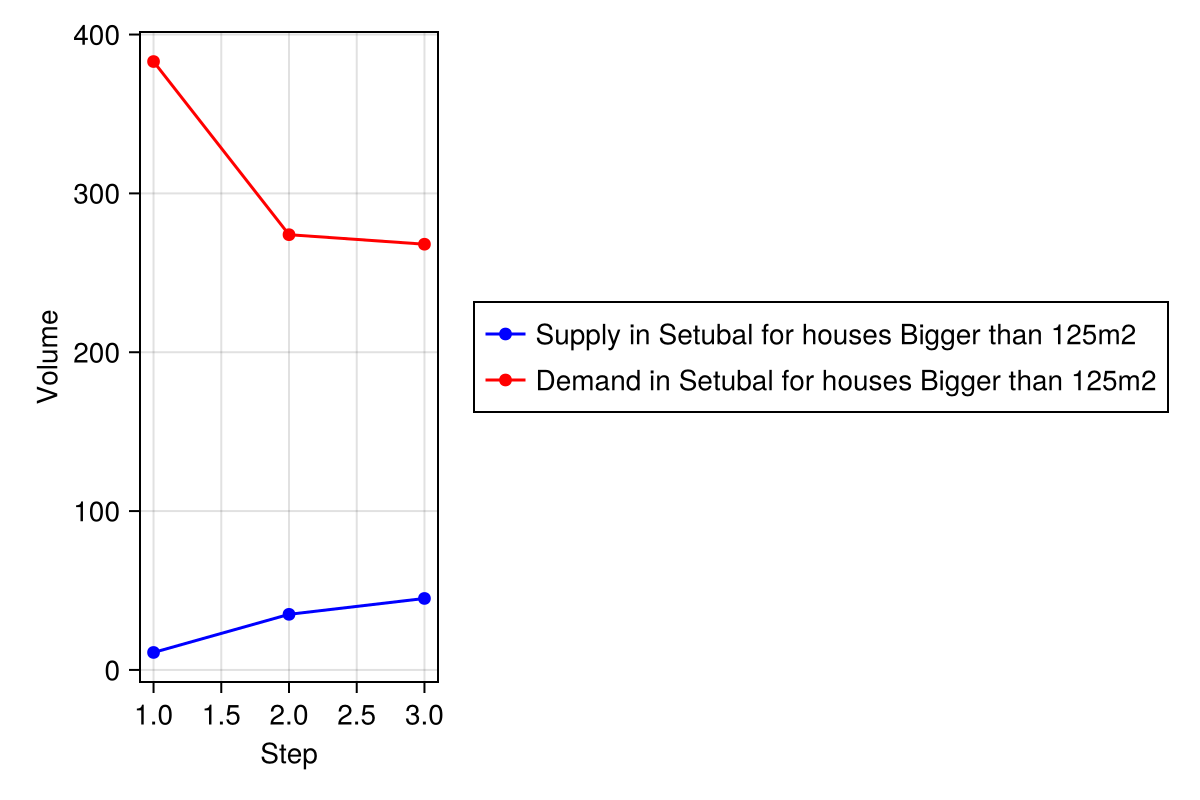 400
300
200
100
0
Volume
1.0 1.5 2.0 2.5 3.0
Step
Supply in Setubal for houses Bigger than 125m2
Demand in Setubal for houses Bigger than 125m2